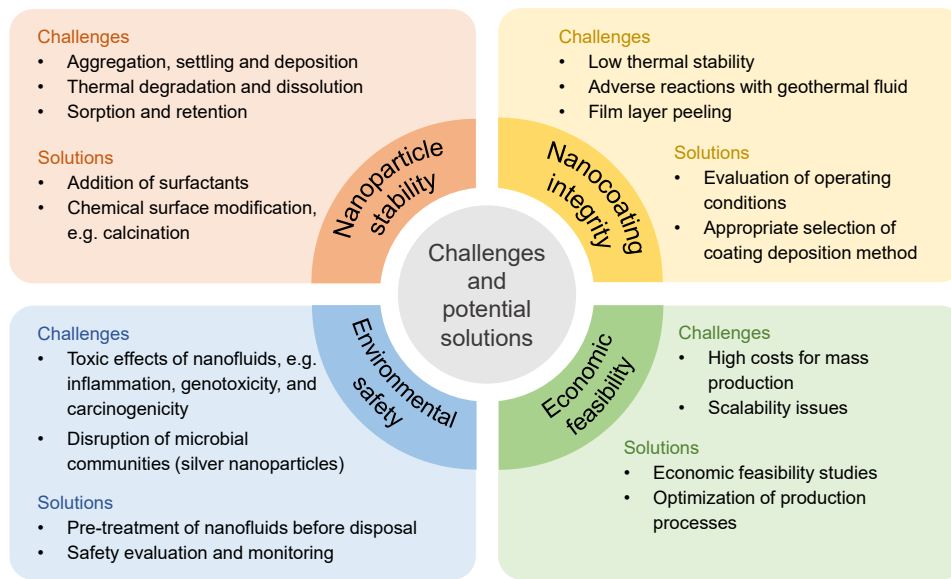 Challenges
• Aggregation, settling and deposition
• Thermal degradation and dissolution
• Sorption and retention
Solutions
• Addition of surfactants
• Chemical surface modification,
e.g. calcination
Nanoparticle
stability
Challenges
• Low thermal stability
• Adverse reactions with geothermal fluid
• Film layer peeling
Solutions
• Evaluation of operating
conditions
• Appropriate selection of
coating deposition method
Nanocoating
integrity
Challenges
and
potential
solutions
Challenges
• Toxic effects of nanofluids, e.g.
inflammation, genotoxicity, and
carcinogenicity
• Disruption of microbial
communities (silver nanoparticles)
Solutions
• Pre-treatment of nanofluids before disposal
• Safety evaluation and monitoring
Environmental
safety
Challenges
• High costs for mass
production
• Scalability issues
Solutions
• Economic feasibility studies
• Optimization of production
processes
Economic
feasibility